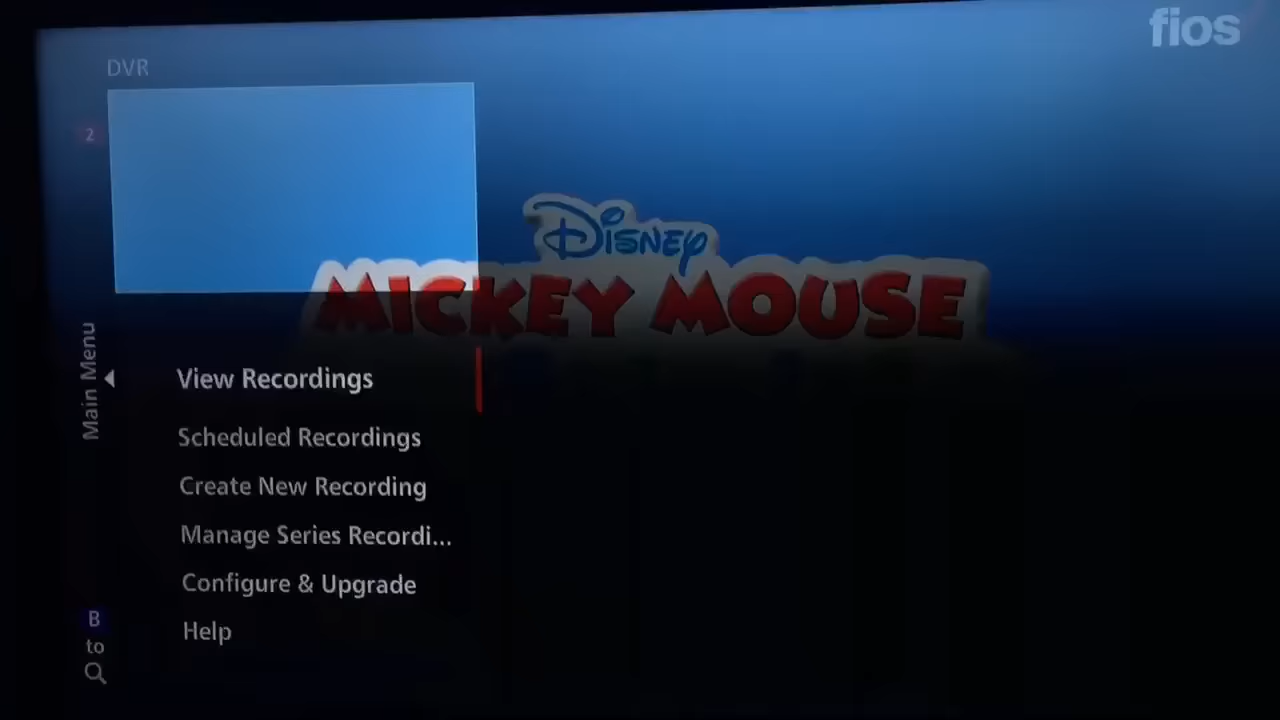 fios
DVR
2
Disney
MICKEY MOUSE
Main Menu
View Recordings
Scheduled Recordings
Create New Recording
Manage Series Recordi...
Configure & Upgrade
Help
B
to